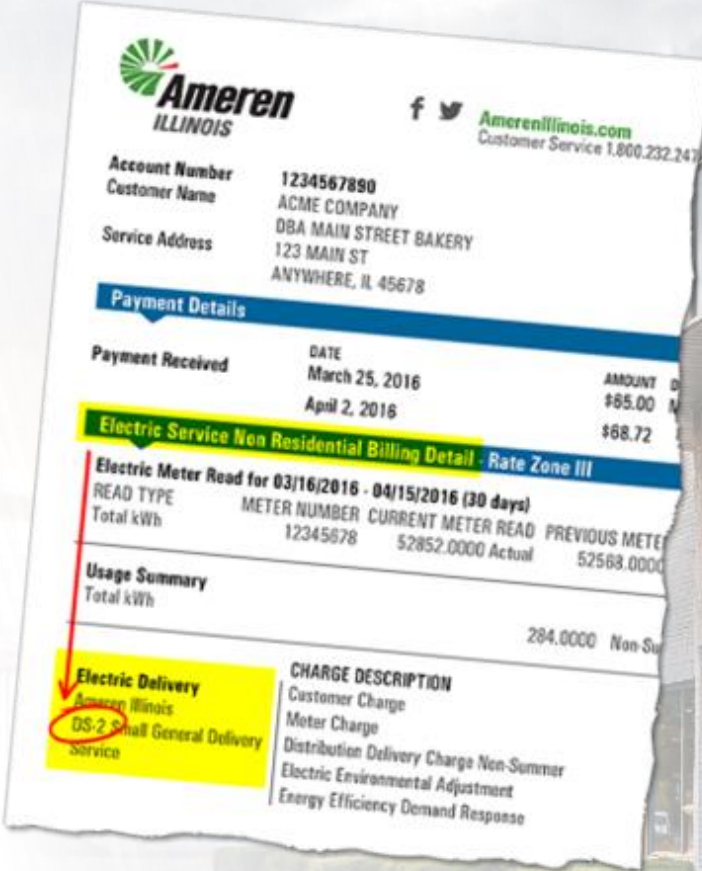 Ameren
ILLINOIS
AmerenIllinois.com
Customer Service 1.800.232.247
Account Number 1234567890
Customer Name ACME COMPANY
DBA MAIN STREET BAKERY
Service Address 123 MAIN ST
ANYWHERE, IL 45678
Payment Details
DATE AMOUNT
Payment Received March 25, 2016 $65.00
April 2, 2016 $68.72
Electric Service Non Residential Billing Detail - Rate Zone III
Electric Meter Read for 03/16/2016 - 04/15/2016 (30 days)
READ TYPE METER NUMBER CURRENT METER READ PREVIOUS METE
Total kWh 12345678 52852.0000 Actual 52568.0000
Usage Summary
Total kWh 284.0000 Non-Su
Electric Delivery CHARGE DESCRIPTION
Ameren Illinois Customer Charge
DS-2 Small General Delivery Meter Charge
Service Distribution Delivery Charge Non-Summer
Electric Environmental Adjustment
Energy Efficiency Demand Response